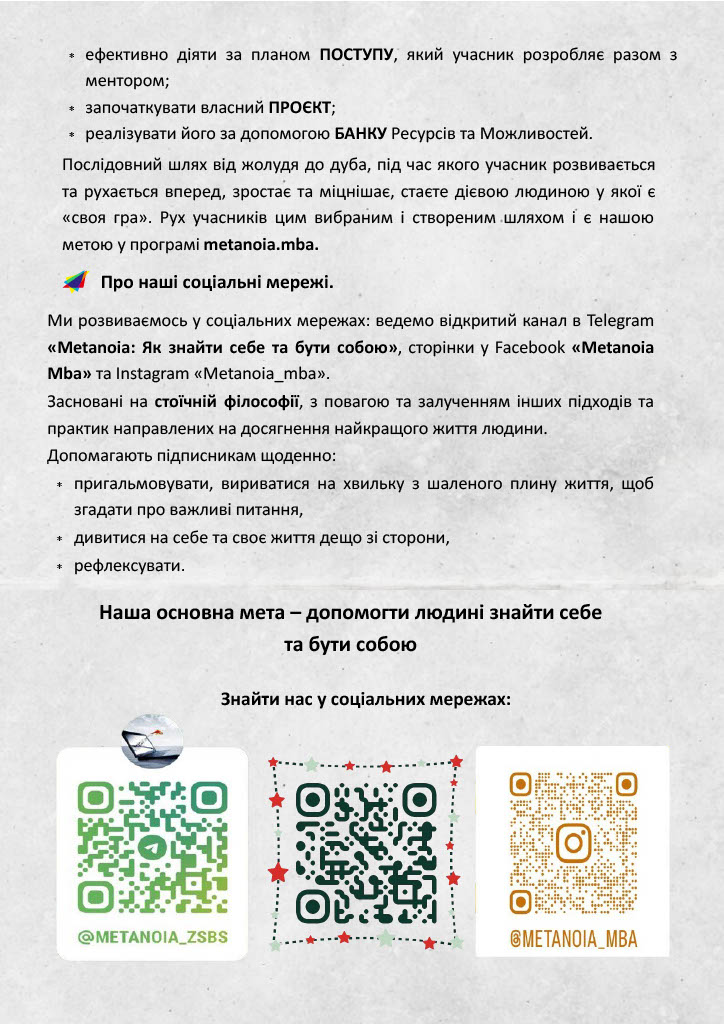 * ефективно діяти за планом ПОСТУПУ, який учасник розробляє разом з
ментором;
* започаткувати власний ПРОЄКТ;
* реалізувати його за допомогою БАНКУ Ресурсів та Можливостей.
Послідовний шлях від жолудя до дуба, під час якого учасник розвивається
та рухається вперед, зростає та міцнішає, стаєте дієвою людиною у якої є
«своя гра». Рух учасників цим вибраним і створеним шляхом і є нашою
метою у програмі metanoia.mba.
Про наші соціальні мережі.
Ми розвиваємось у соціальних мережах: ведемо відкритий канал в Telegram
«Metanoia: Як знайти себе та бути собою», сторінки у Facebook «Metanoia
Mba» та Instagram «Metanoia_mba».
Засновані на стоїчній філософії, з повагою та залученням інших підходів та
практик направлених на досягнення найкращого життя людини.
Допомагають підписникам щоденно:
* пригальмовувати, вириватися на хвильку з шаленого плину життя, щоб
згадати про важливі питання,
* дивитися на себе та своє життя дещо зі сторони,
* рефлексувати.
Наша основна мета – допомогти людині знайти себе
та бути собою
Знайти нас у соціальних мережах:
@METANOIA_ZSBS
@METANOIA_MBA